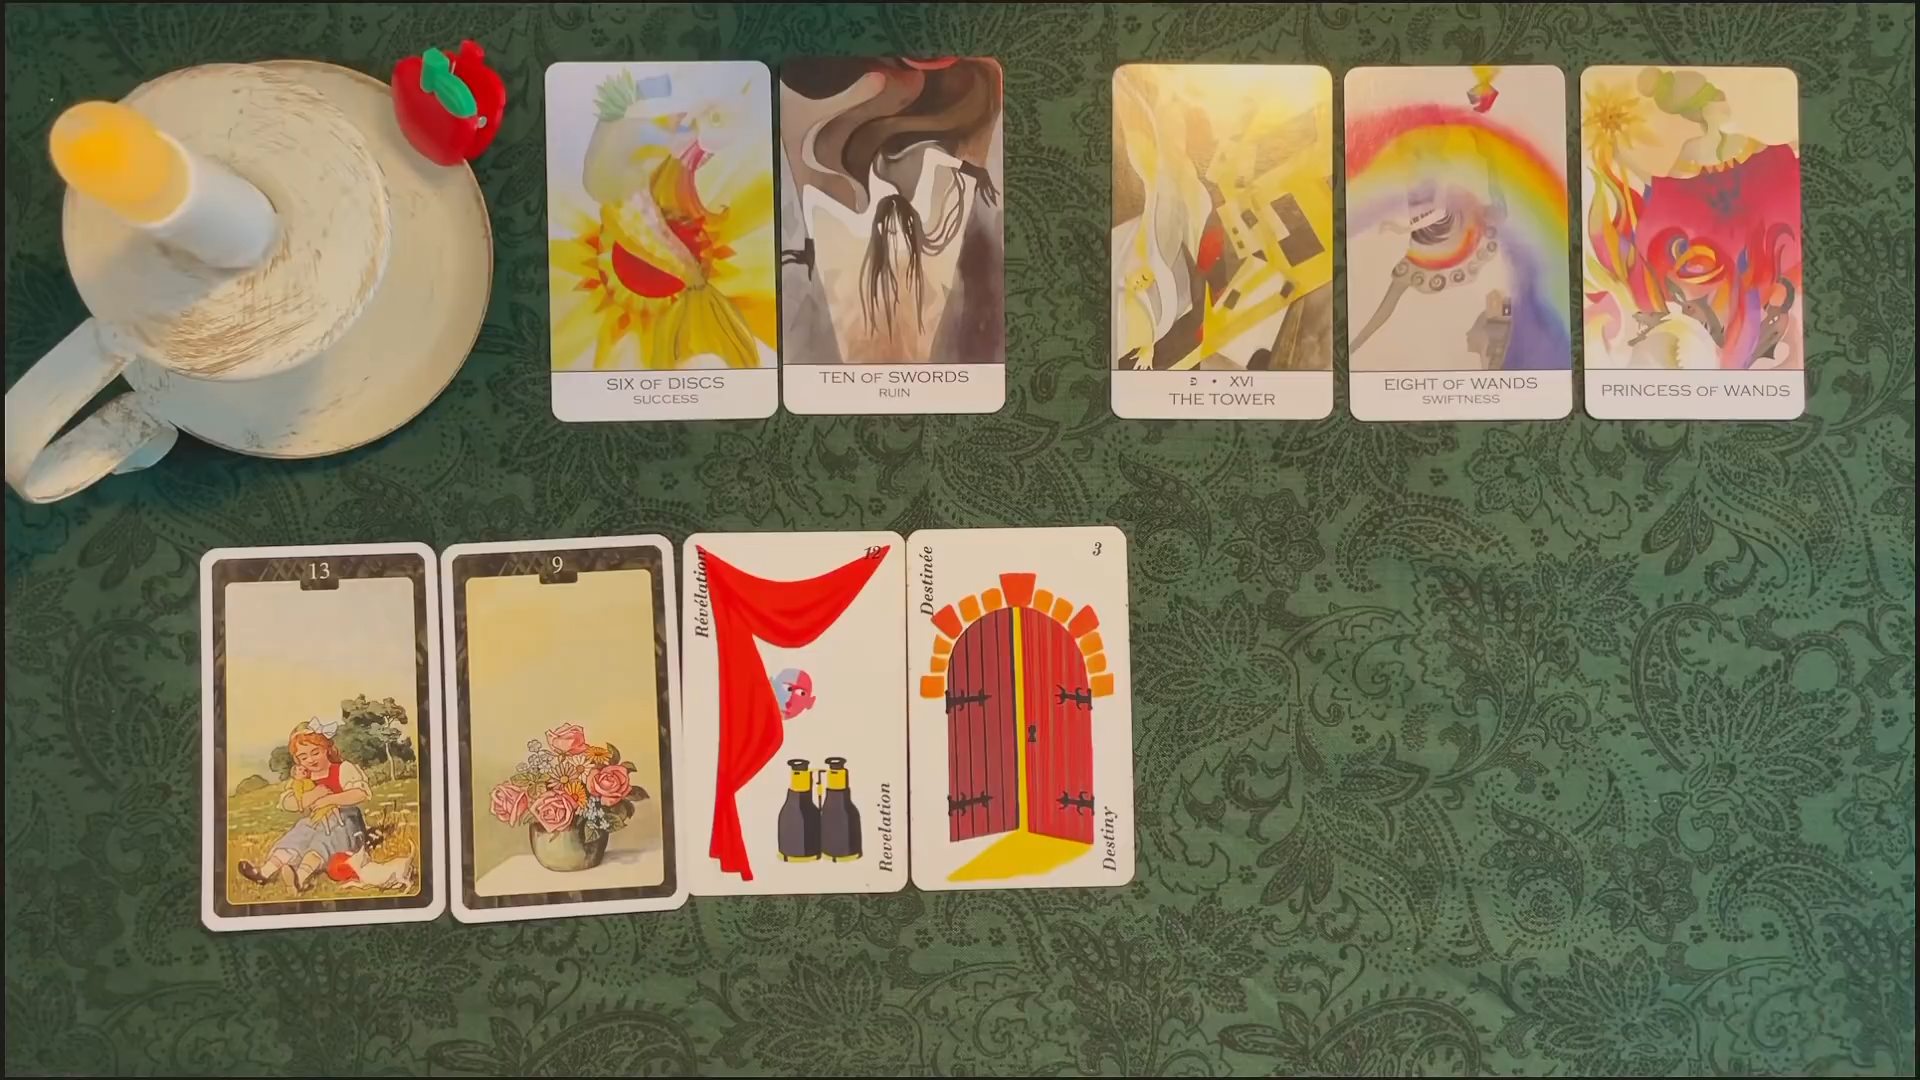 SIX OF DISCS
SUCCESS
TEN OF SWORDS
RUIN
פ • XVI
THE TOWER
EIGHT OF WANDS
SWIFTNESS
PRINCESS OF WANDS
13
9
Révélation
12
Revelation
Destinée
3
Destiny